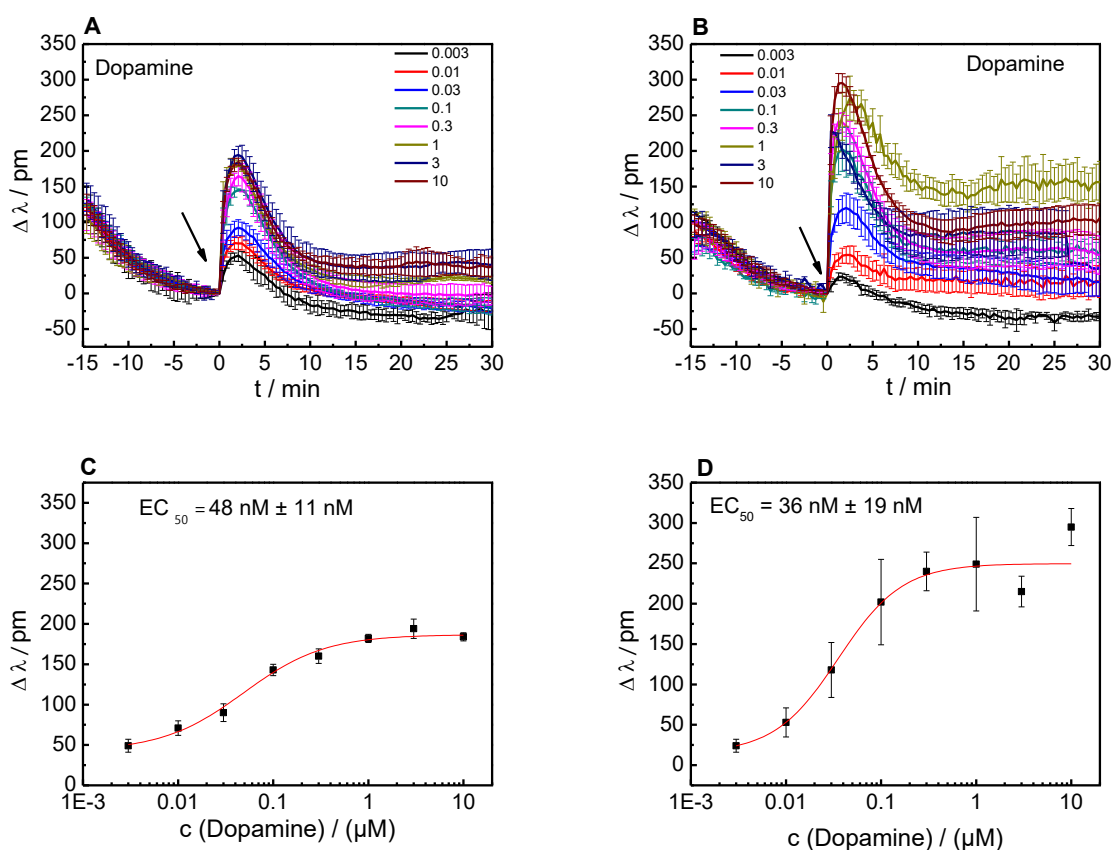 A
350
300
250
200
150
100
50
0
-50
Δ λ / pm
Dopamine
0.003
0.01
0.03
0.1
0.3
1
3
10
-15 -10 -5 0 5 10 15 20 25 30
t / min
B
350
300
250
200
150
100
50
0
-50
Δ λ / pm
0.003
0.01
0.03
0.1
0.3
1
3
10
Dopamine
-15 -10 -5 0 5 10 15 20 25 30
t / min
C
350
300
250
200
150
100
50
0
Δ λ / pm
EC 50 = 48 nM ± 11 nM
1E-3 0.01 0.1 1 10
c (Dopamine) / (μM)
D
350
300
250
200
150
100
50
0
Δ λ / pm
EC50 = 36 nM ± 19 nM
1E-3 0.01 0.1 1 10
c (Dopamine) / (μM)